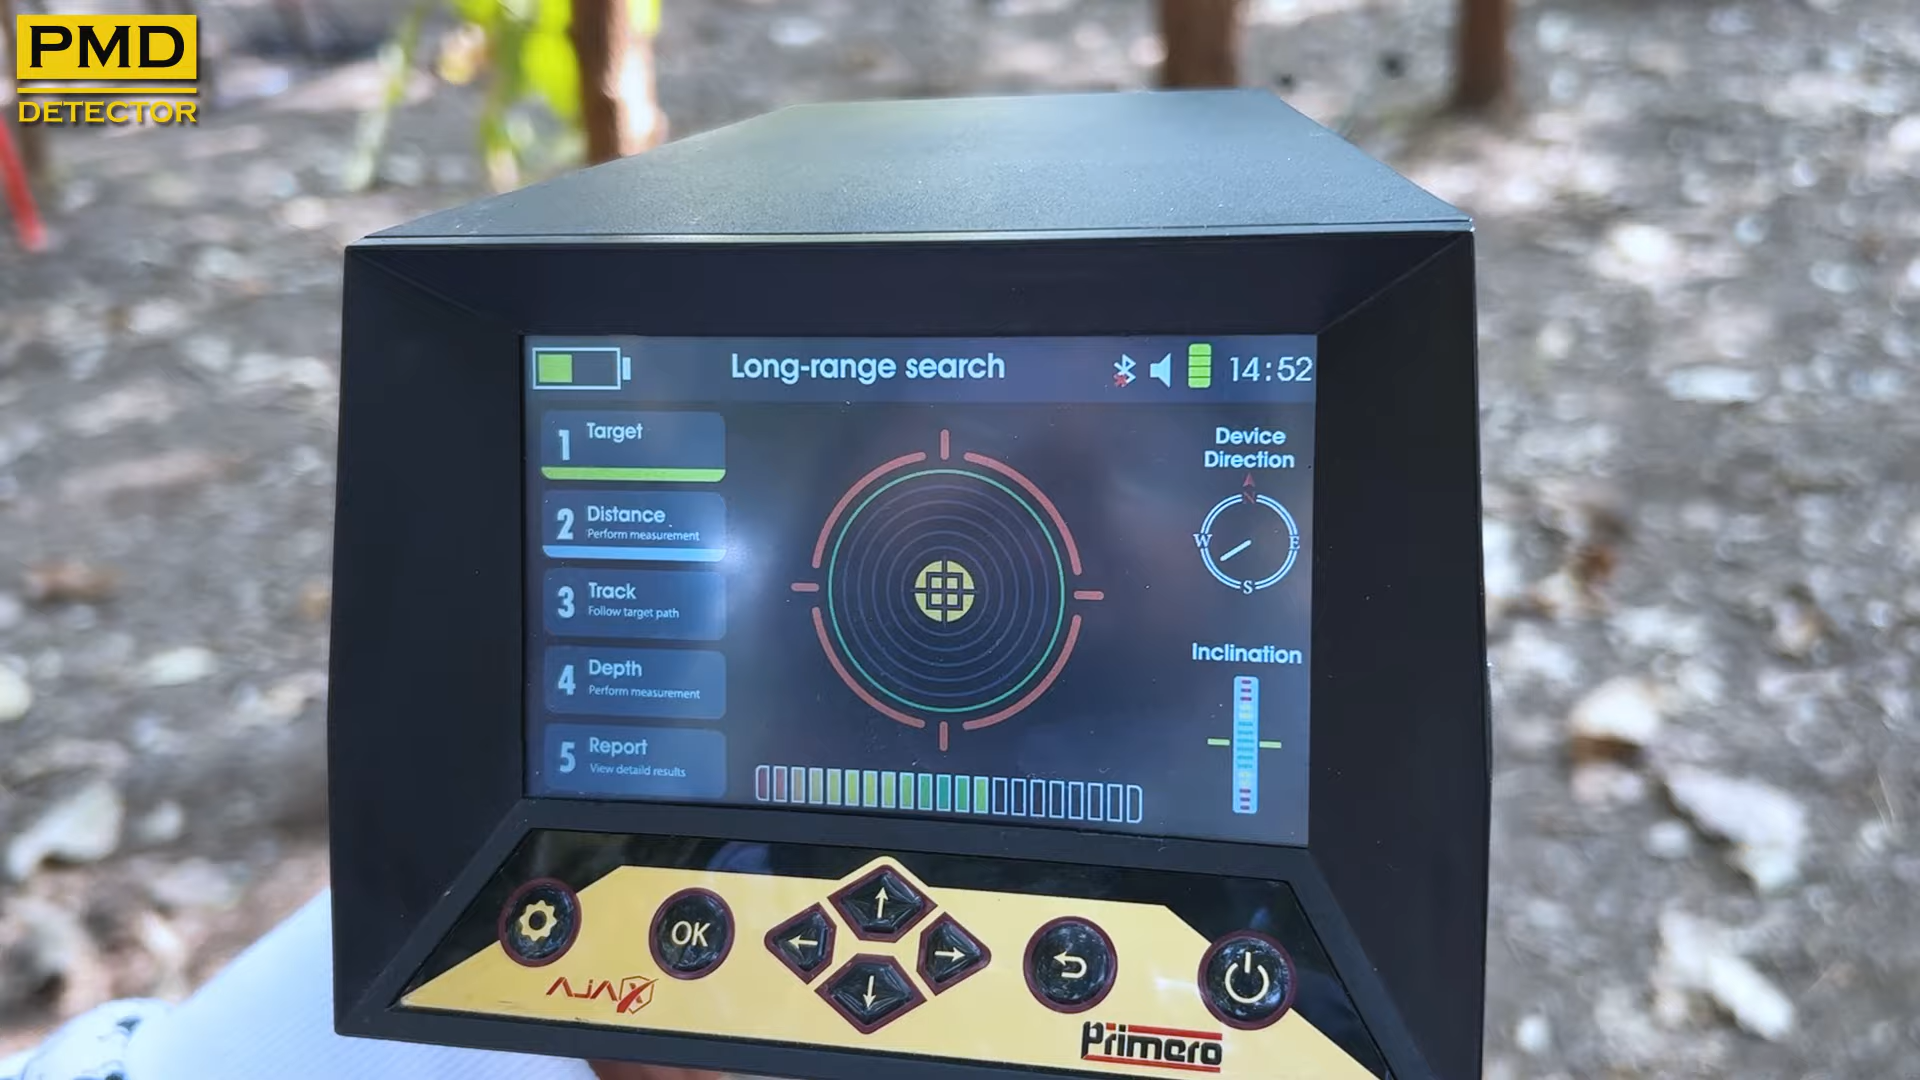 PMD
DETECTOR
Long-range search
14:52
1 Target
2 Distance
Perform measurement
3 Track
Follow target path
4 Depth
Perform measurement
5 Report
View detaild results
Device
Direction
N
W E
S
Inclination
OK
AJAX
Primero